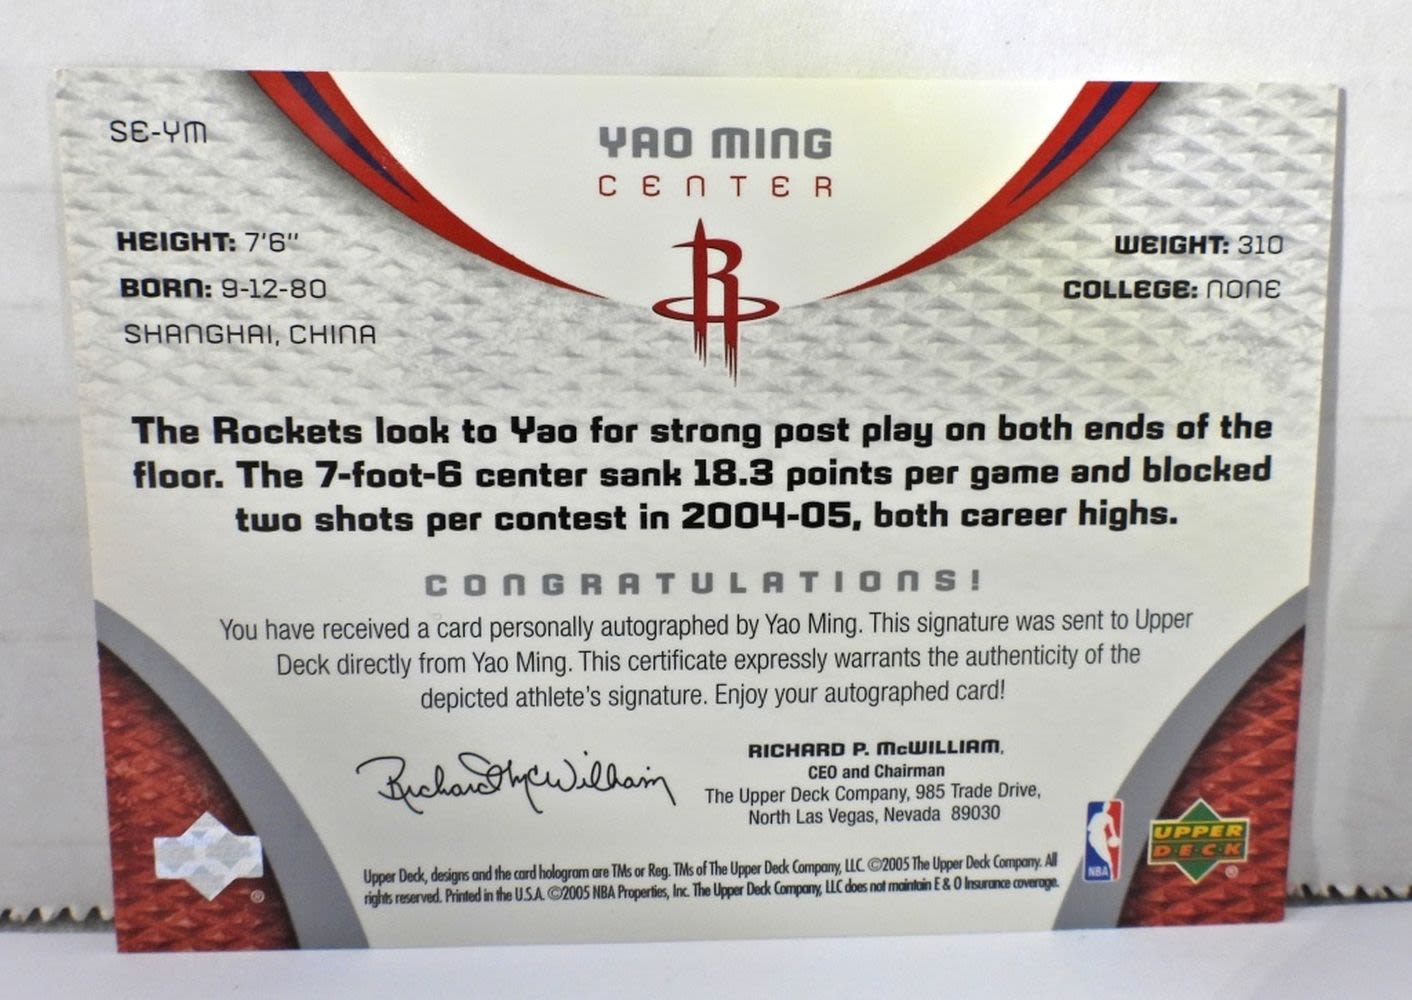 SE-YM
YAO MING
CENTER
HEIGHT: 7'6"
BORN: 9-12-80
SHANGHAI, CHINA
WEIGHT: 310
COLLEGE: NONE
R
The Rockets look to Yao for strong post play on both ends of the
floor. The 7-foot-6 center sank 18.3 points per game and blocked
two shots per contest in 2004-05, both career highs.
CONGRATULATIONS!
You have received a card personally autographed by Yao Ming. This signature was sent to Upper
Deck directly from Yao Ming. This certificate expressly warrants the authenticity of the
depicted athlete's signature. Enjoy your autographed card!
Richard McWilliam
RICHARD P. McWILLIAM,
CEO and Chairman
The Upper Deck Company, 985 Trade Drive,
North Las Vegas, Nevada 89030
Upper Deck, designs and the card hologram are TMs or Reg. TMs of The Upper Deck Company, LLC. ©2005 The Upper Deck Company. All
rights reserved. Printed in the U.S.A. ©2005 NBA Properties, Inc. The Upper Deck Company, LLC does not maintain E & O Insurance coverage.
®
NBA
UPPER
DECK
®